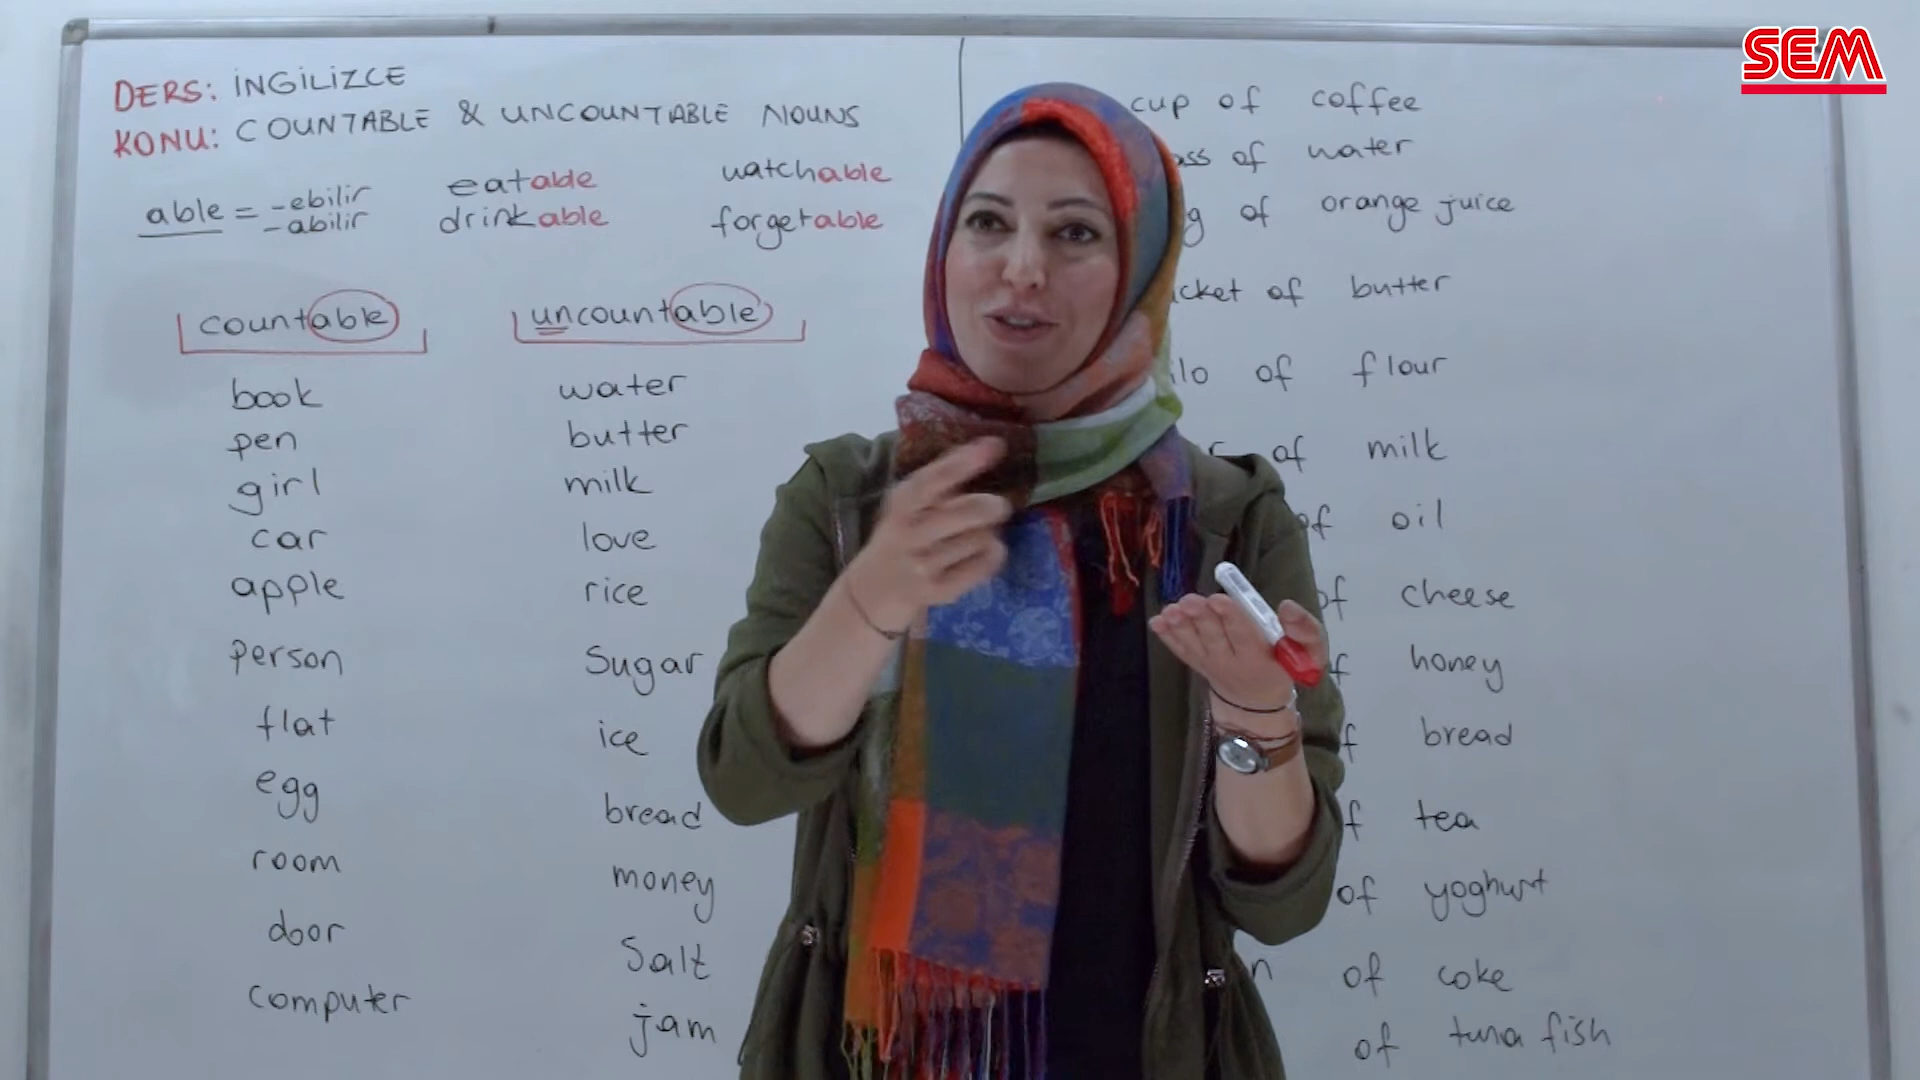 SEM
DERS: İNGİLİZCE
KONU: COUNTABLE & UNCOUNTABLE NOUNS
able = -ebilir
-abilir
eatable
drinkable
watchable
forgetable
countable
book
pen
girl
car
apple
person
flat
egg
room
door
computer
uncountable
water
butter
milk
love
rice
Sugar
ice
bread
money
Salt
jam
cup of coffee
of water
of orange juice
of butter
of flour
of milk
of oil
of cheese
honey
bread
tea
of yoghurt
of coke
of tuna fish